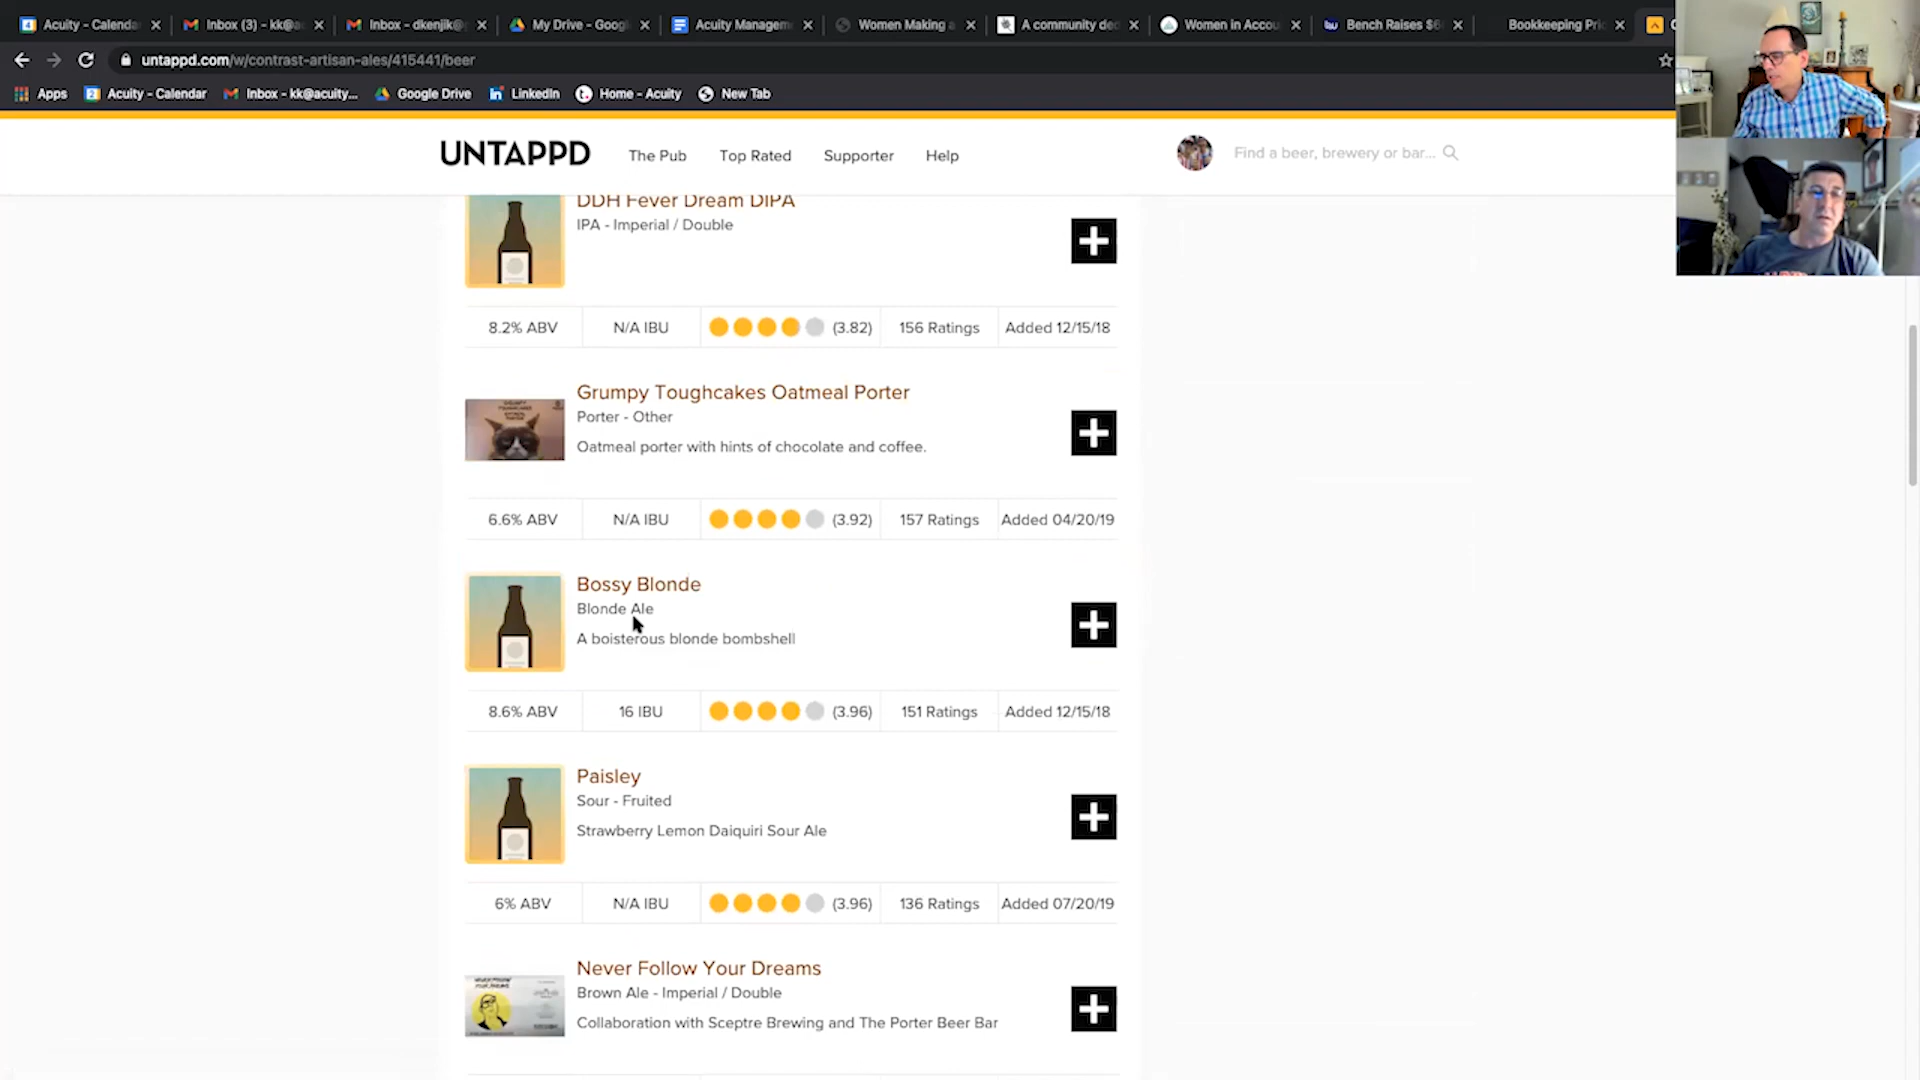 Acuity - Calenda
Inbox (3) - kk@a
Inbox - dkenjik@
My Drive - Goog
Acuity Managem
Women Making a
A community ded
Women in Accou
Bench Raises $6
Bookkeeping Pri
untappd.com/w/contrast-artisan-ales/415441/beer
Apps
Acuity - Calendar
Inbox - kk@acuity...
Google Drive
LinkedIn
Home - Acuity
New Tab
UNTAPPD
The Pub
Top Rated
Supporter
Help
Find a beer, brewery or bar...
DDH Fever Dream DIPA
IPA - Imperial / Double
8.2% ABV
N/A IBU
(3.82)
156 Ratings
Added 12/15/18
Grumpy Toughcakes Oatmeal Porter
Porter - Other
Oatmeal porter with hints of chocolate and coffee.
6.6% ABV
N/A IBU
(3.92)
157 Ratings
Added 04/20/19
Bossy Blonde
Blonde Ale
A boisterous blonde bombshell
8.6% ABV
16 IBU
(3.96)
151 Ratings
Added 12/15/18
Paisley
Sour - Fruited
Strawberry Lemon Daiquiri Sour Ale
6% ABV
N/A IBU
(3.96)
136 Ratings
Added 07/20/19
Never Follow Your Dreams
Brown Ale - Imperial / Double
Collaboration with Sceptre Brewing and The Porter Beer Bar